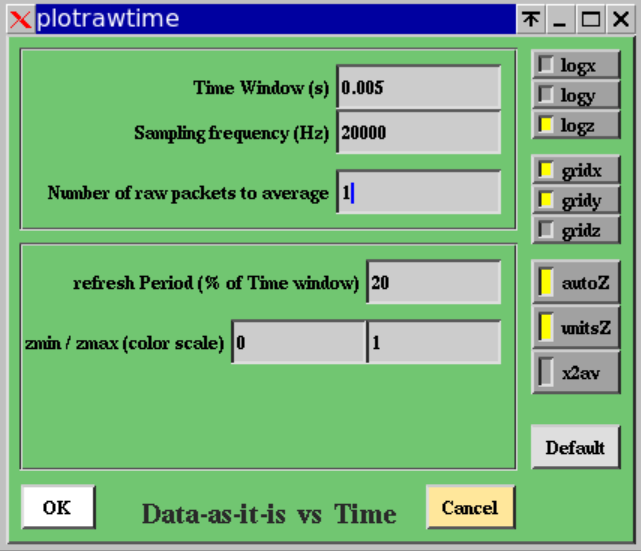 plotrawtime
Time Window (s) 0.005
Sampling frequency (Hz) 20000
Number of raw packets to average 1
refresh Period (% of Time window) 20
zmin / zmax (color scale) 0 1
logx
logy
logz
gridx
gridy
gridz
autoZ
unitsZ
x2av
Default
OK
Data-as-it-is vs Time
Cancel